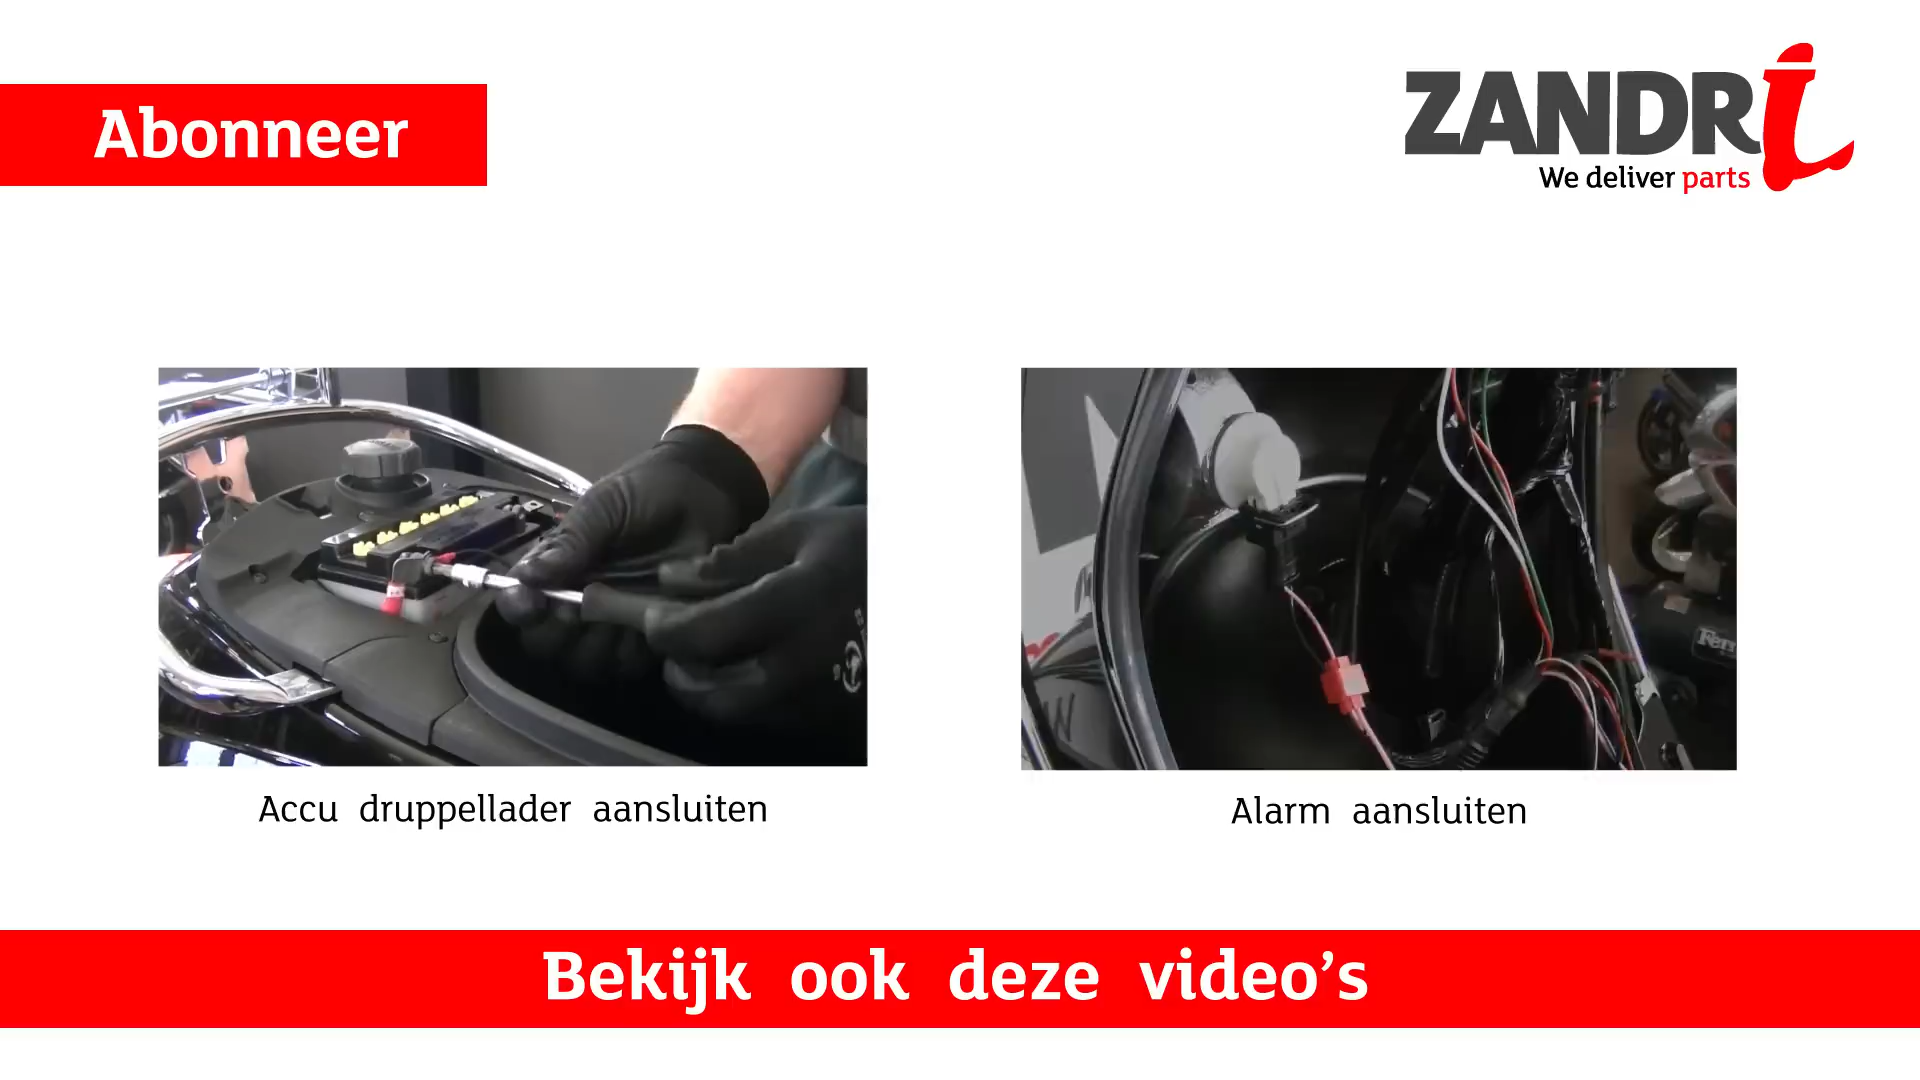 Abonneer
ZANDRi
We deliver parts
Accu druppellader aansluiten
Alarm aansluiten
Bekijk ook deze video’s